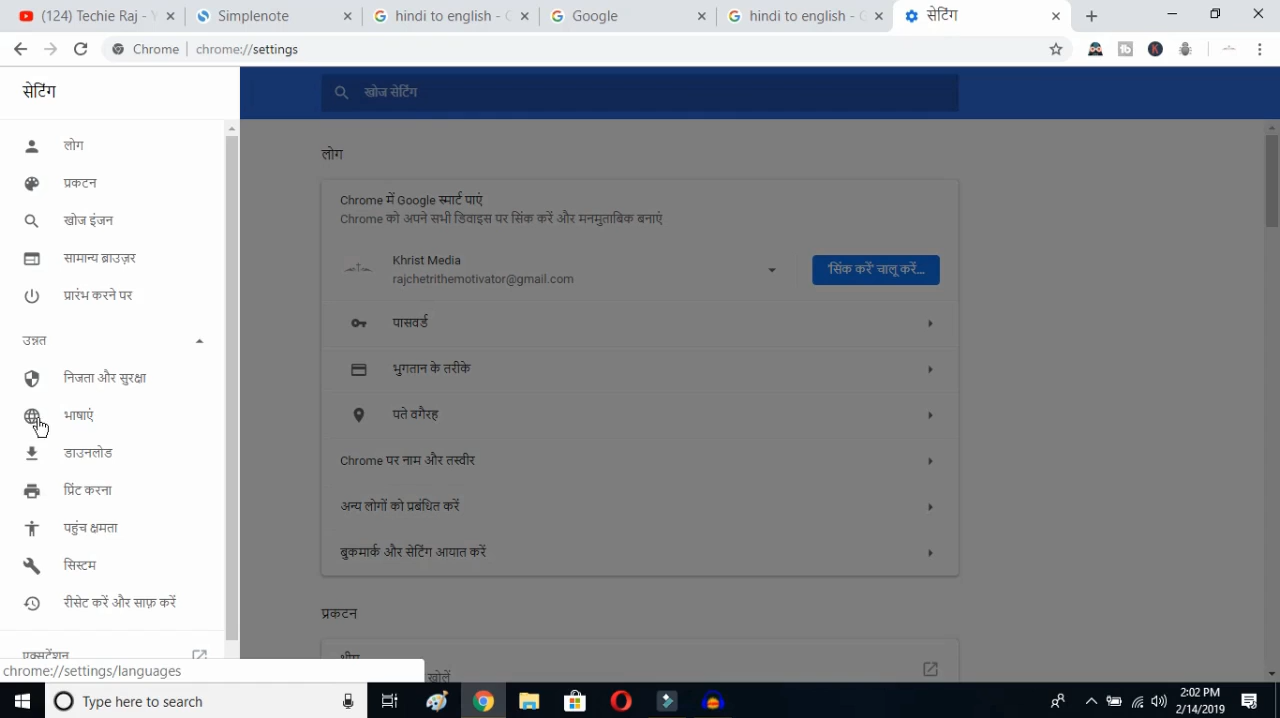 (124) Techie Raj - Y
Simplenote
hindi to english - G
Google
hindi to english - G
सेटिंग
Chrome
chrome://settings
सेटिंग
खोज सेटिंग
लोग
प्रकटन
खोज इंजन
सामान्य ब्राउज़र
प्रारंभ करने पर
उन्नत
निजता और सुरक्षा
भाषाएं
डाउनलोड
प्रिंट करना
पहुंच क्षमता
सिस्टम
रीसेट करें और साफ़ करें
एक्सटेंशन
लोग
Chrome में Google स्मार्ट पाएं
Chrome को अपने सभी डिवाइस पर सिंक करें और मनमुताबिक बनाएं
Khrist Media
rajchetrithemotivator@gmail.com
'सिंक करें' चालू करें...
पासवर्ड
भुगतान के तरीके
पते वगैरह
Chrome पर नाम और तस्वीर
अन्य लोगों को प्रबंधित करें
बुकमार्क और सेटिंग आयात करें
प्रकटन
थीम
खोलें
chrome://settings/languages
Type here to search
2:02 PM
2/14/2019